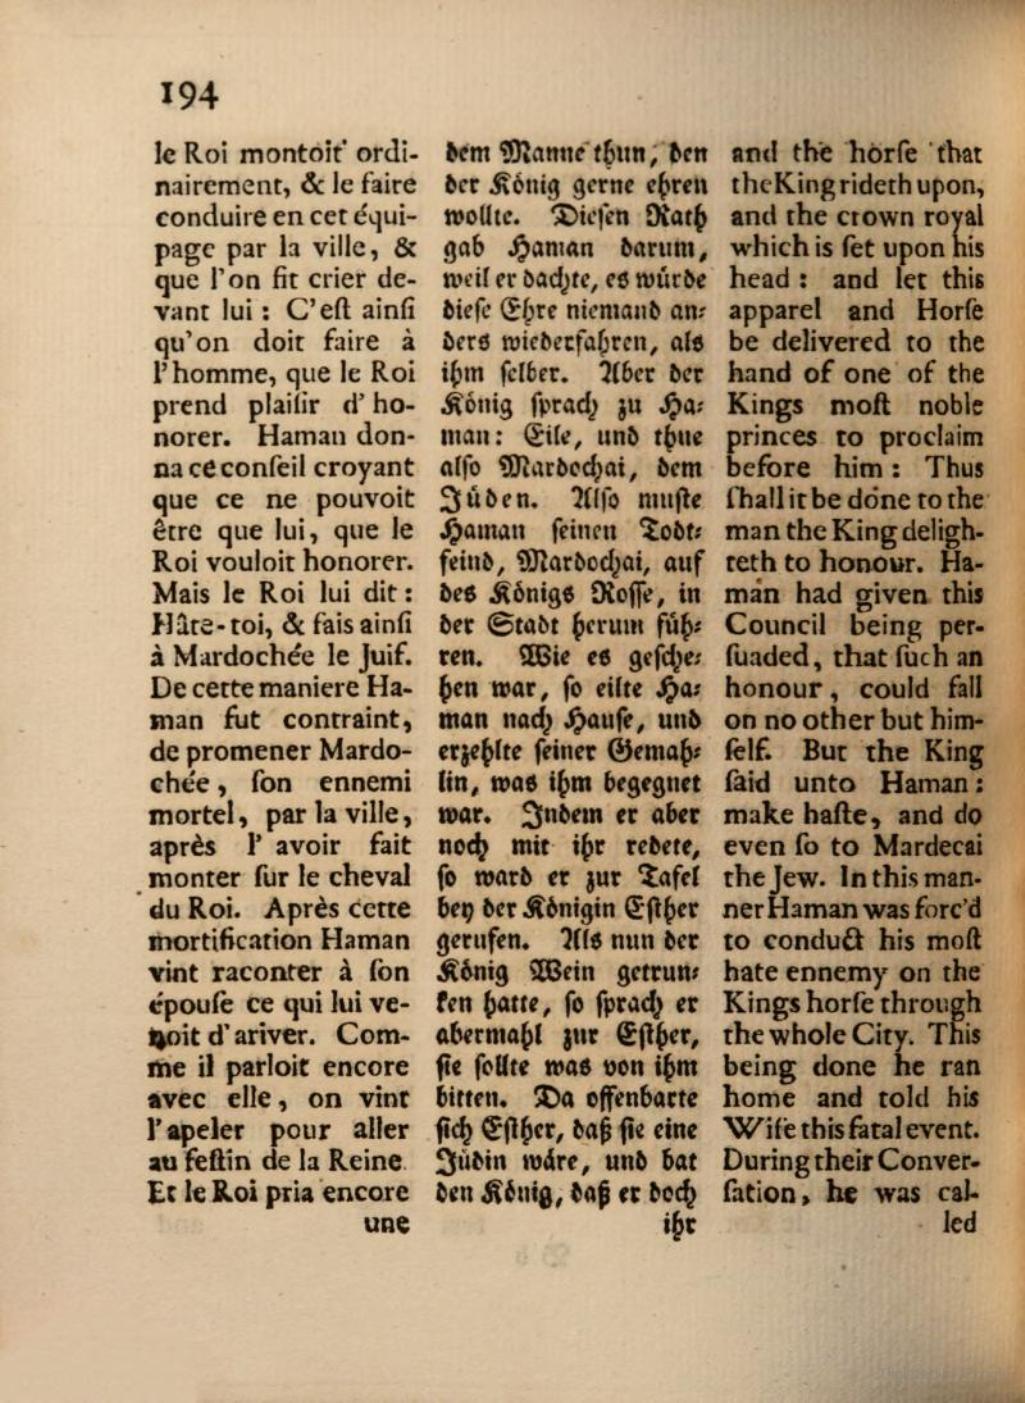 194
le Roi montoit ordi-
nairement, & le faire
conduire en cet équi-
page par la ville, &
que l'on fit crier de-
vant lui : C'eſt ainſi
qu'on doit faire à
l'homme, que le Roi
prend plaiſir d' ho-
norer. Haman don-
na ce conſeil croyant
que ce ne pouvoit
être que lui, que le
Roi vouloit honorer.
Mais le Roi lui dit :
Hâte-toi, & fais ainſi
à Mardochée le Juif.
De cette maniere Ha-
man fut contraint,
de promener Mardo-
chée, ſon ennemi
mortel, par la ville,
après l' avoir fait
monter ſur le cheval
du Roi. Après cette
mortification Haman
vint raconter à ſon
épouſe ce qui lui ve-
noit d'ariver. Com-
me il parloit encore
avec elle, on vint
l'apeler pour aller
au feſtin de la Reine
Et le Roi pria encore
une
dem Manne thun, den
der König gerne ehren
wollte. Dieſen Rath
gab Haman darum,
weil er dachte, es würde
dieſe Ehre niemand an-
ders wiederfahren, als
ihm ſelber. Aber der
König ſprach zu Ha-
man: Eile, und thue
alſo Mardochai, dem
Jüden. Alſo muſte
Haman ſeinen Todt-
feind, Mardochai, auf
des Königs Roſſe, in
der Stadt herum füh-
ren. Wie es geſche-
hen war, ſo eilte Ha-
man nach Hauſe, und
erzehlte ſeiner Gemah-
lin, was ihm begegnet
war. Indem er aber
noch mit ihr redete,
ſo ward er zur Tafel
bey der Königin Eſther
gerufen. Als nun der
König Wein getrun-
ken hatte, ſo ſprach er
abermahl zur Eſther,
ſie ſollte was von ihm
bitten. Da offenbarte
ſich Eſther, daß ſie eine
Jüdin wäre, und bat
den König, daß er doch
ihr
and the horſe that
the King rideth upon,
and the crown royal
which is ſet upon his
head : and let this
apparel and Horſe
be delivered to the
hand of one of the
Kings moſt noble
princes to proclaim
before him : Thus
ſhall it be done to the
man the King deligh-
teth to honour. Ha-
man had given this
Council being per-
ſuaded, that ſuch an
honour, could fall
on no other but him-
ſelf. But the King
ſaid unto Haman :
make haſte, and do
even ſo to Mardecai
the Jew. In this man-
ner Haman was forc'd
to conduct his moſt
hate ennemy on the
Kings horſe through
the whole City. This
being done he ran
home and told his
Wife this fatal event.
During their Conver-
ſation, he was cal-
led